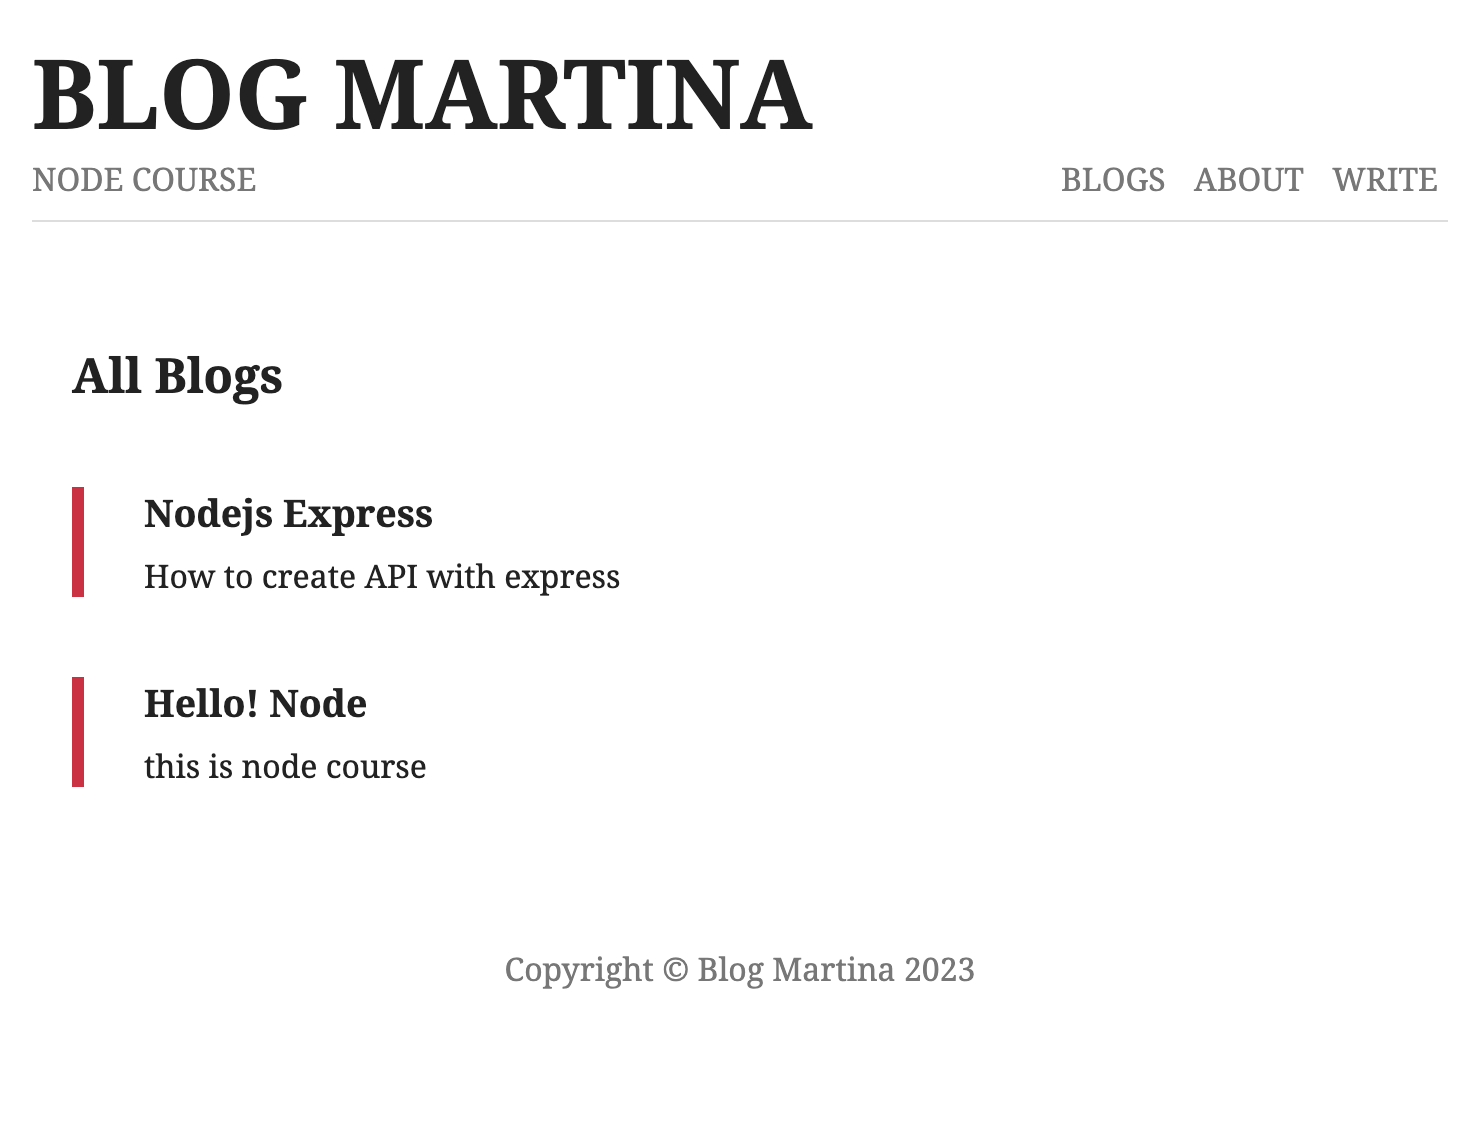 BLOG MARTINA
NODE COURSE
BLOGS ABOUT WRITE
All Blogs
Nodejs Express
How to create API with express
Hello! Node
this is node course
Copyright © Blog Martina 2023